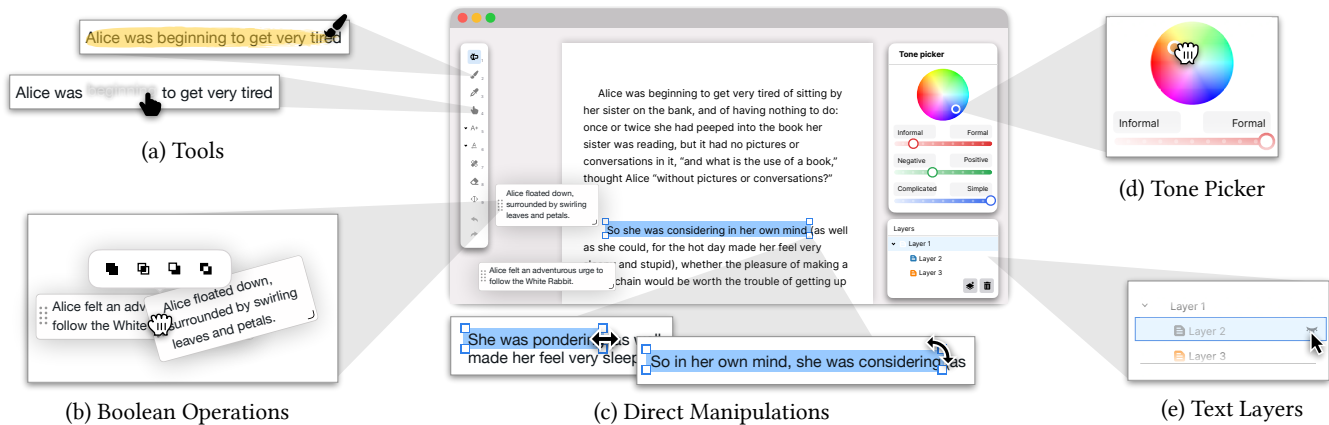 Alice was beginning to get very tired
Alice was beginning to get very tired
(a) Tools
Alice felt an adv
follow the White
Alice floated down,
surrounded by swirling
leaves and petals.
(b) Boolean Operations
Alice was beginning to get very tired of sitting by
her sister on the bank, and of having nothing to do:
once or twice she had peeped into the book her
sister was reading, but it had no pictures or
conversations in it, “and what is the use of a book,”
thought Alice “without pictures or conversations?”
So she was considering in her own mind (as well
as she could, for the hot day made her feel very
and stupid), whether the pleasure of making a
chain would be worth the trouble of getting up
Alice floated down,
surrounded by swirling
leaves and petals.
Alice felt an adventurous urge to
follow the White Rabbit.
Tone picker
Informal Formal
Negative Positive
Complicated Simple
Layers
Layer 1
Layer 2
Layer 3
She was pondering as well
made her feel very sleep
So in her own mind, she was considering (as
(c) Direct Manipulations
Informal Formal
(d) Tone Picker
Layer 1
Layer 2
Layer 3
(e) Text Layers